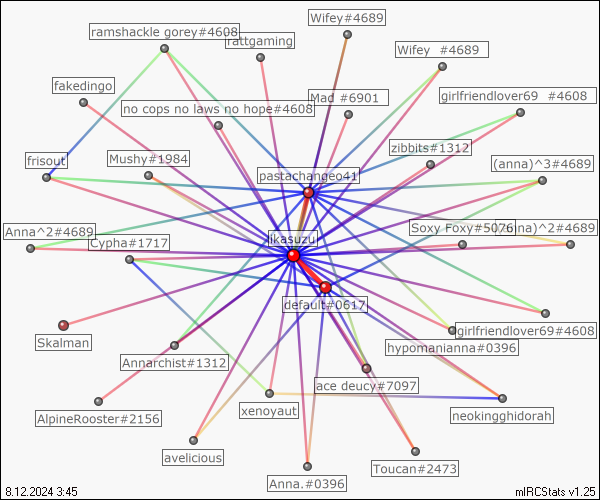 Wifey#4689
ramshackle gorey#4608
rattgaming
Wifey  #4689
fakedingo
Mad #6901
girlfriendlover69  #4608
no cops no laws no hope#4608
zibbits#1312
frisout
Mushy#1984
(anna)^3#4689
pastachangeo41
Anna^2#4689
Soxy Foxy#5076
na)^2#4689
Cypha#1717
ikasuzu
default#0617
girlfriendlover69#4608
Skalman
hypomanianna#0396
Annarchist#1312
ace deucy#7097
AlpineRooster#2156
xenoyaut
neokingghidorah
avelicious
Toucan#2473
Anna.#0396
8.12.2024 3:45
mIRCStats v1.25